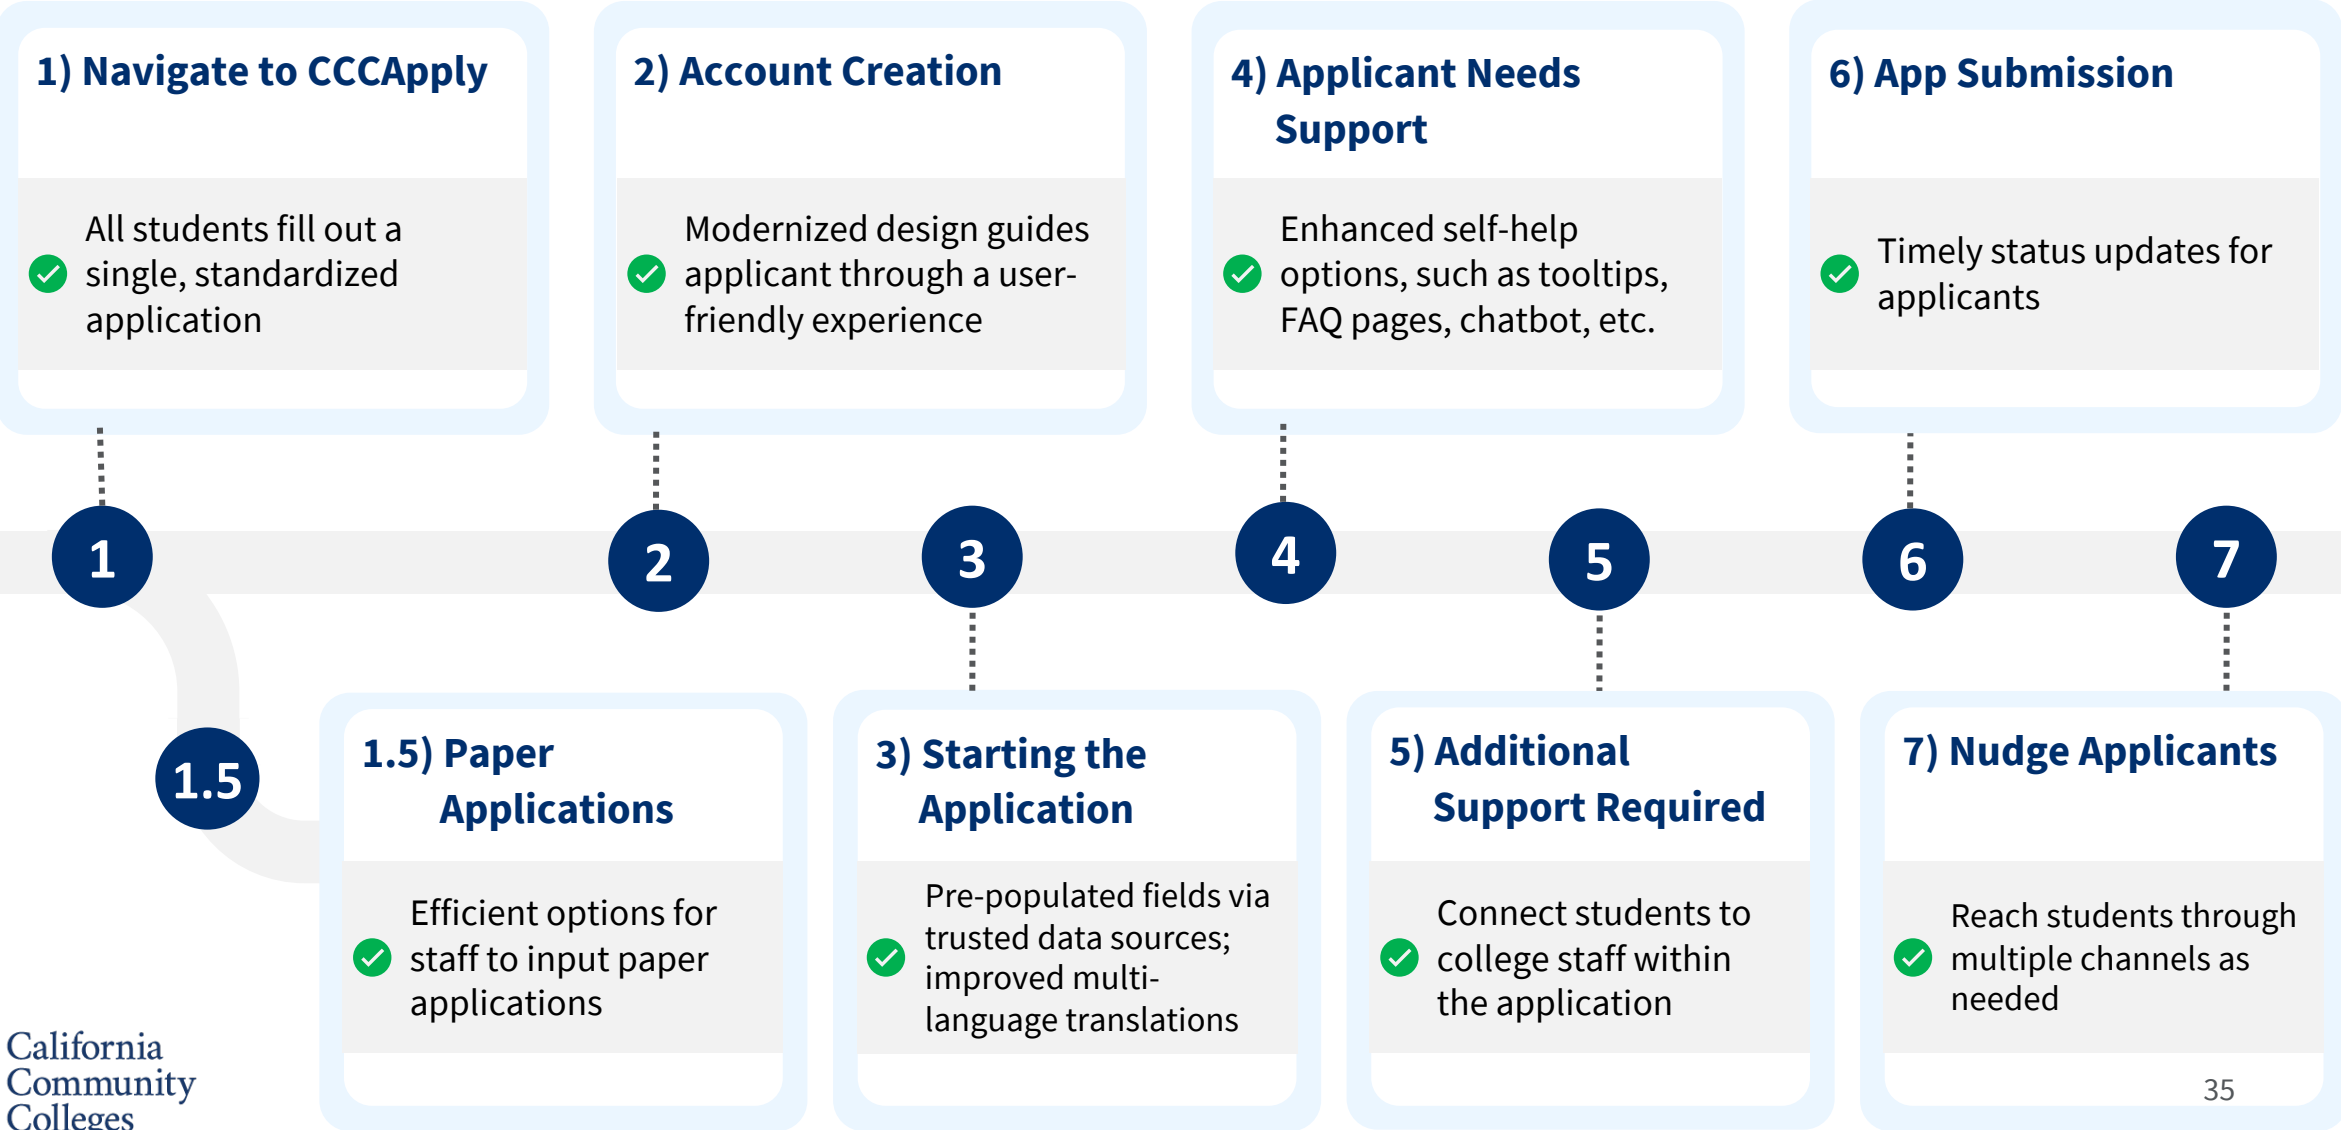 1) Navigate to CCCApply
All students fill out a
single, standardized
application
2) Account Creation
Modernized design guides
applicant through a user-
friendly experience
4) Applicant Needs
Support
Enhanced self-help
options, such as tooltips,
FAQ pages, chatbot, etc.
6) App Submission
Timely status updates for
applicants
1
2
3
4
5
6
7
1.5
1.5) Paper
Applications
Efficient options for
staff to input paper
applications
3) Starting the
Application
Pre-populated fields via
trusted data sources;
improved multi-
language translations
5) Additional
Support Required
Connect students to
college staff within
the application
7) Nudge Applicants
Reach students through
multiple channels as
needed
California
Community
Colleges
35